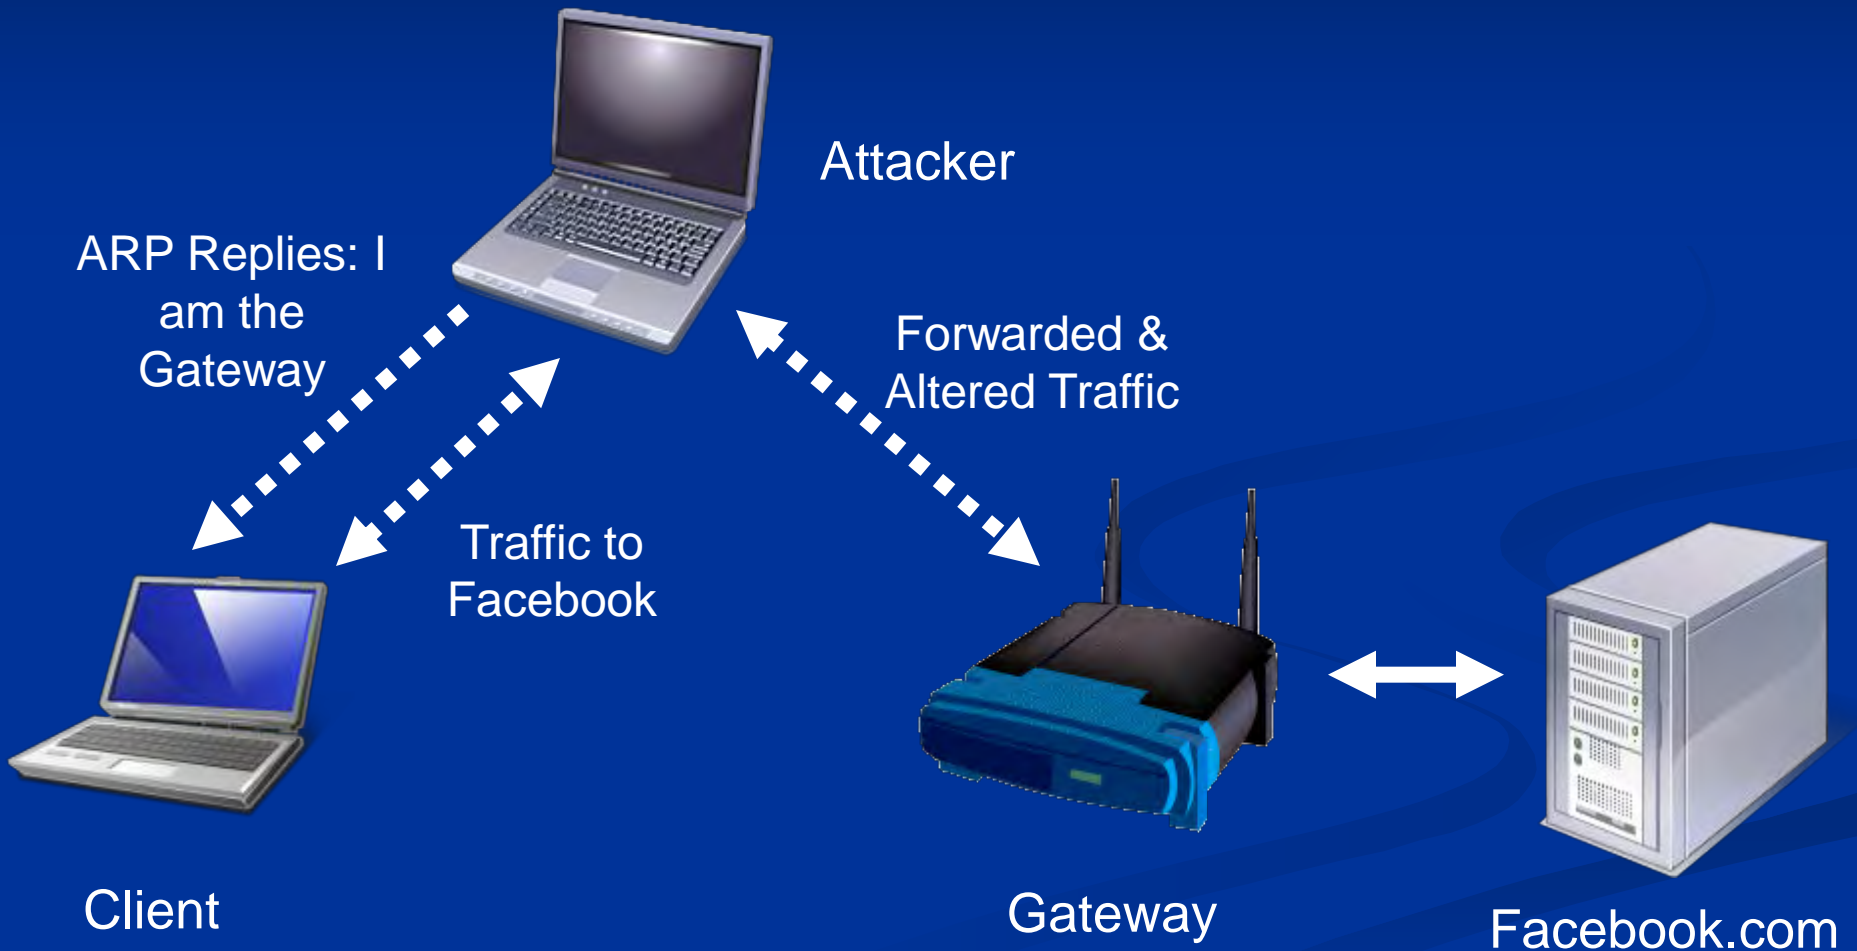 Attacker
ARP Replies: I
am the
Gateway
Forwarded &
Altered Traffic
Traffic to
Facebook
Client
Gateway
Facebook.com